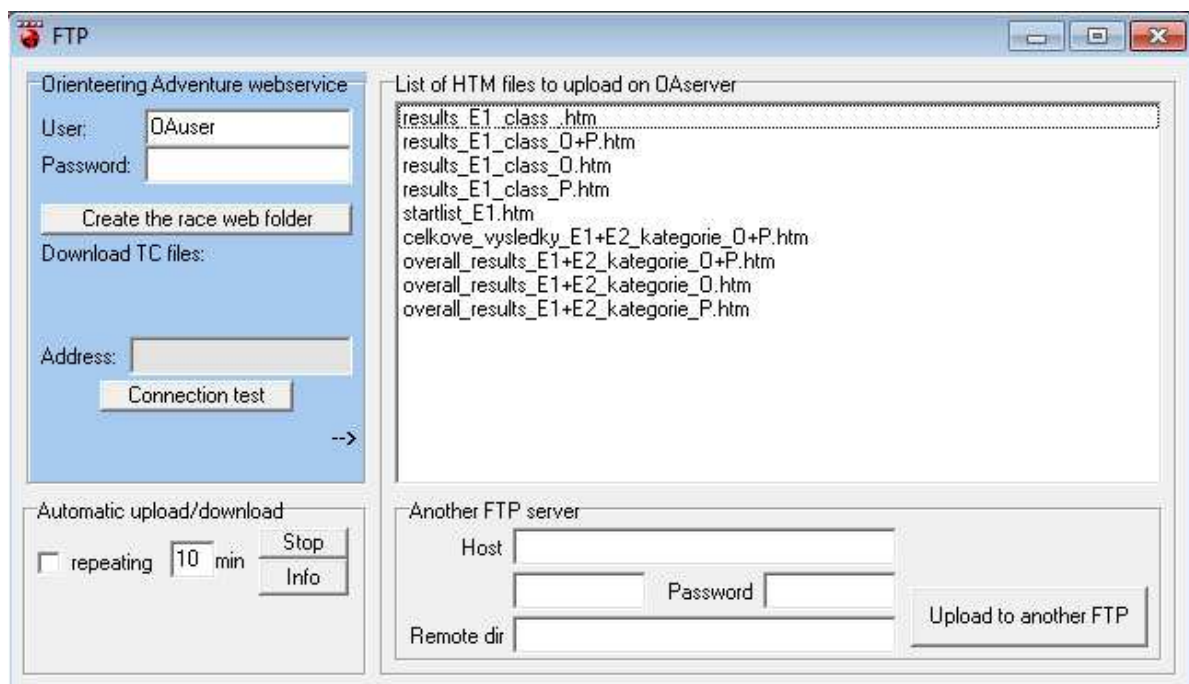 FTP
Orienteering Adventure webservice
User: OAuser
Password:
Create the race web folder
Download TC files:
Address:
Connection test
-->
List of HTM files to upload on OAserver
results_E1_class_.htm
results_E1_class_O+P.htm
results_E1_class_O.htm
results_E1_class_P.htm
startlist_E1.htm
celkove_vysledky_E1+E2_kategorie_O+P.htm
overall_results_E1+E2_kategorie_O+P.htm
overall_results_E1+E2_kategorie_O.htm
overall_results_E1+E2_kategorie_P.htm
Automatic upload/download
repeating 10 min
Stop
Info
Another FTP server
Host
Password
Remote dir
Upload to another FTP